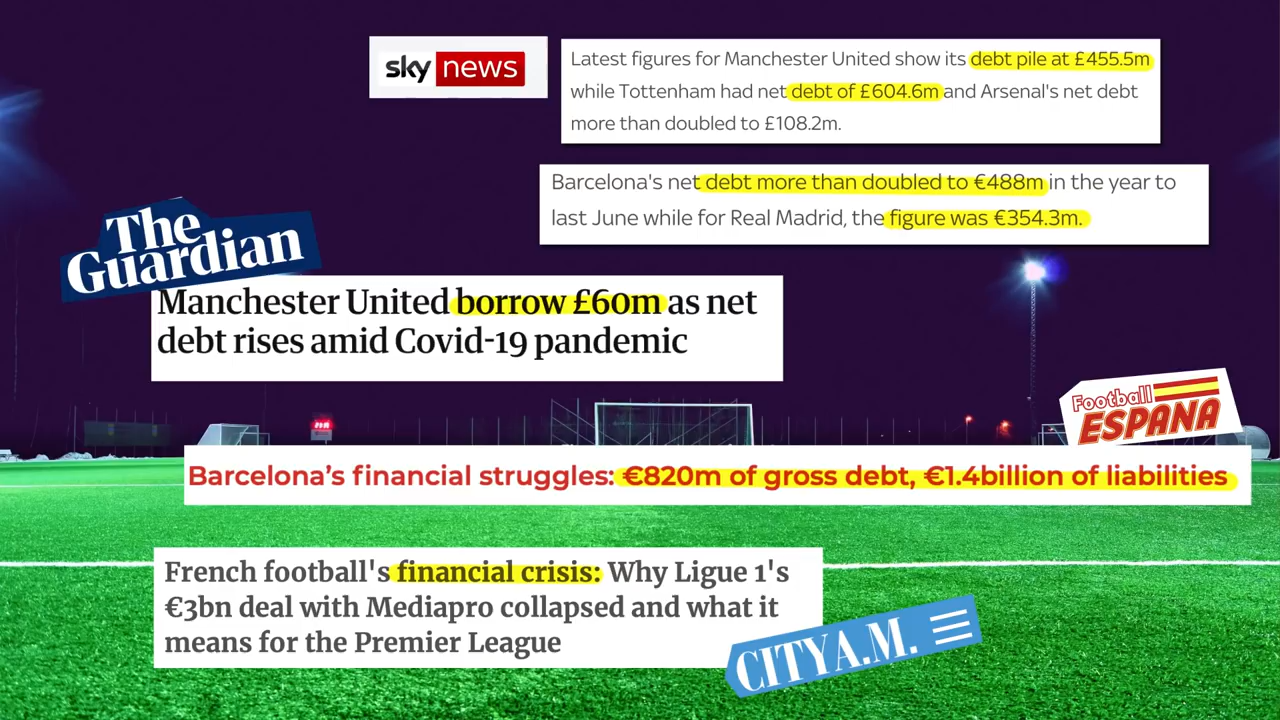 sky news
Latest figures for Manchester United show its debt pile at £455.5m
while Tottenham had net debt of £604.6m and Arsenal's net debt
more than doubled to £108.2m.
Barcelona's net debt more than doubled to €488m in the year to
last June while for Real Madrid, the figure was €354.3m.
The
Guardian
Manchester United borrow £60m as net
debt rises amid Covid-19 pandemic
Football
ESPANA
Barcelona’s financial struggles: €820m of gross debt, €1.4billion of liabilities
French football's financial crisis: Why Ligue 1's
€3bn deal with Mediapro collapsed and what it
means for the Premier League
CITY A.M.